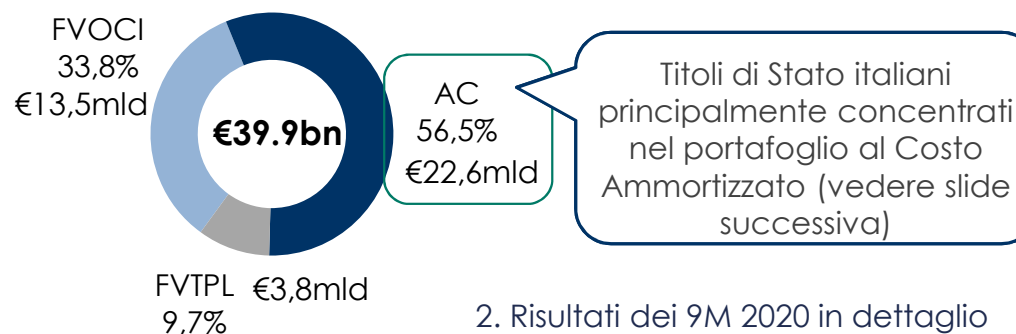 FVOCI
33,8%
€13,5mld
€39.9bn
AC
56,5%
€22,6mld
Titoli di Stato italiani
principalmente concentrati
nel portafoglio al Costo
Ammortizzato (vedere slide
successiva)
FVTPL
9,7%
€3,8mld
2. Risultati dei 9M 2020 in dettaglio